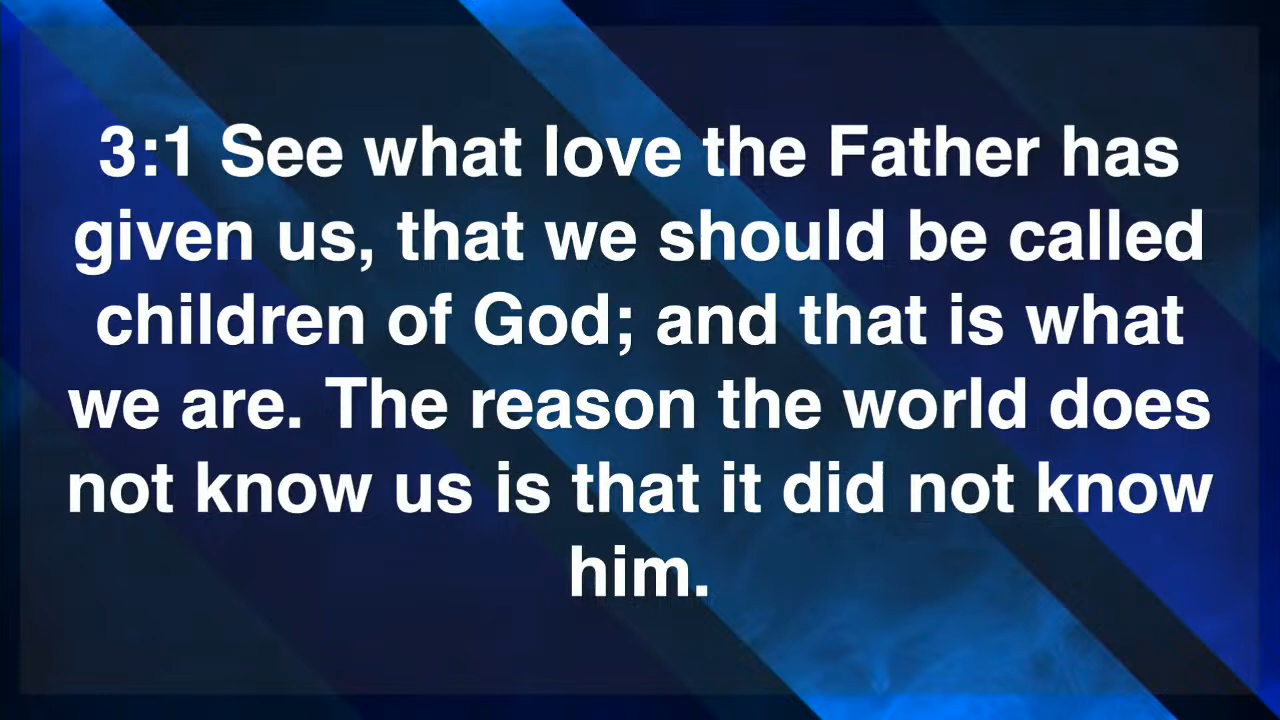 3:1 See what love the Father has
given us, that we should be called
children of God; and that is what
we are. The reason the world does
not know us is that it did not know
him.